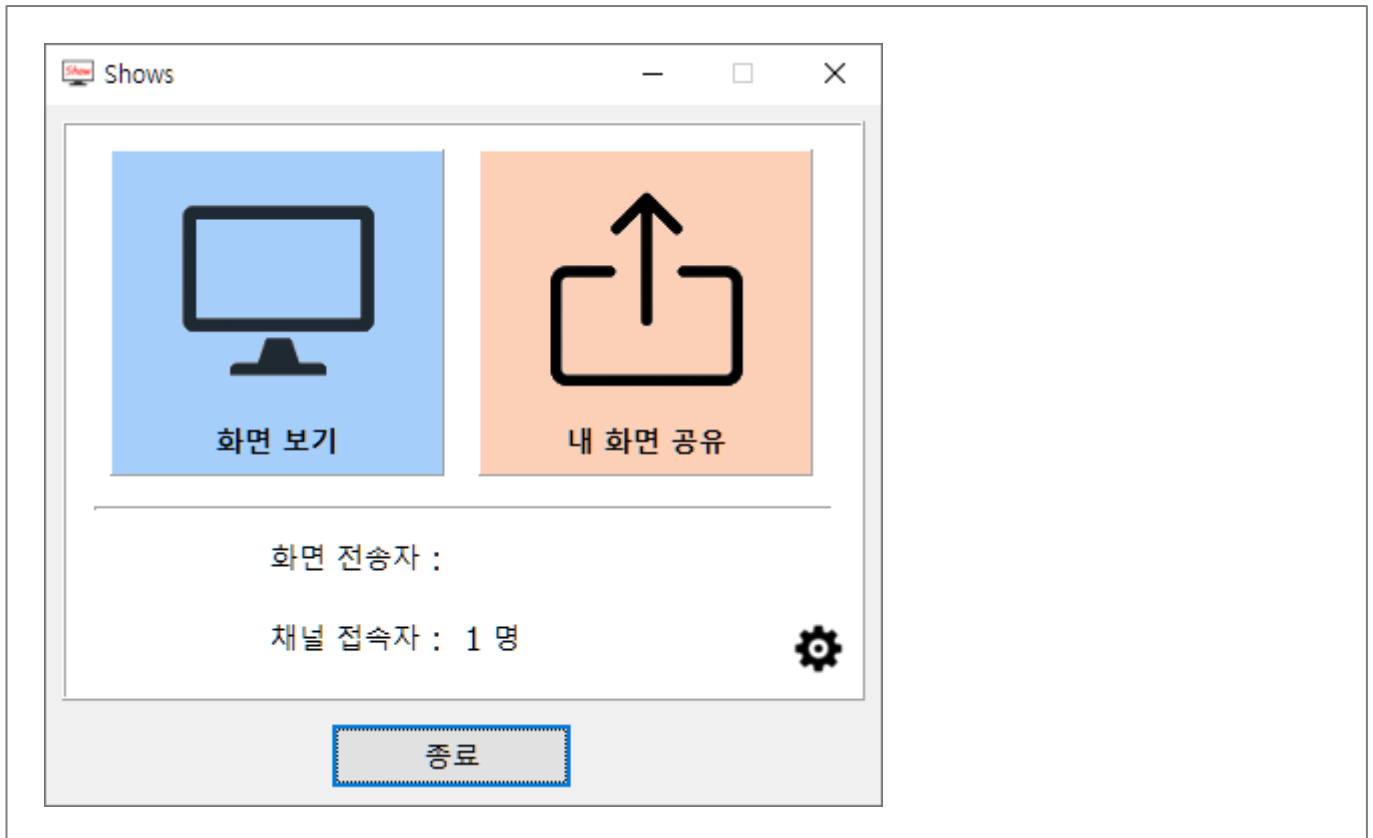 Show Shows
화면 보기
내 화면 공유
화면 전송자 :
채널 접속자 : 1 명
종료